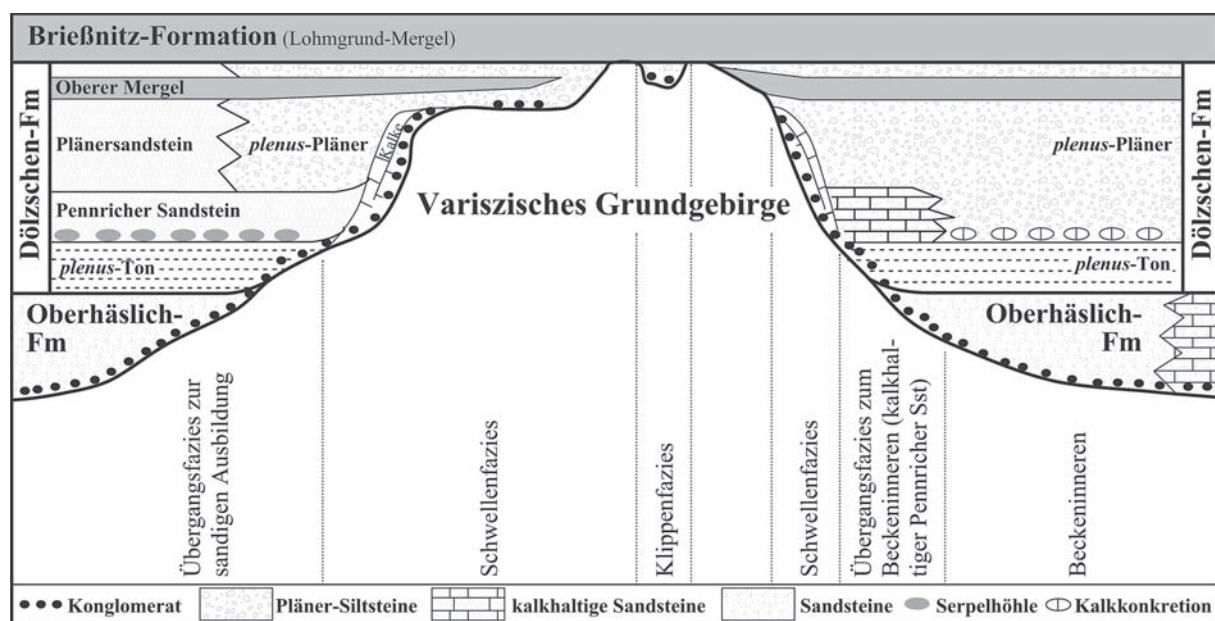 Brießnitz-Formation (Lohmgrund-Mergel)
Dölzschen-Fm
Oberer Mergel
Plänersandstein
plenus-Pläner
Kalke
Pennricher Sandstein
plenus-Ton
Oberhäslich-
Fm
Variszisches Grundgebirge
plenus-Pläner
plenus-Ton
Dölzschen-Fm
Oberhäslich-
Fm
Übergangsfazies zur
sandigen Ausbildung
Schwellenfazies
Klippenfazies
Schwellenfazies
Übergangsfazies zum
Beckeninneren (kalkhal-
tiger Pennricher Sst)
Beckeninneren
Konglomerat
Pläner-Siltsteine
kalkhaltige Sandsteine
Sandsteine
Serpelhöhle
Kalkkonkretion